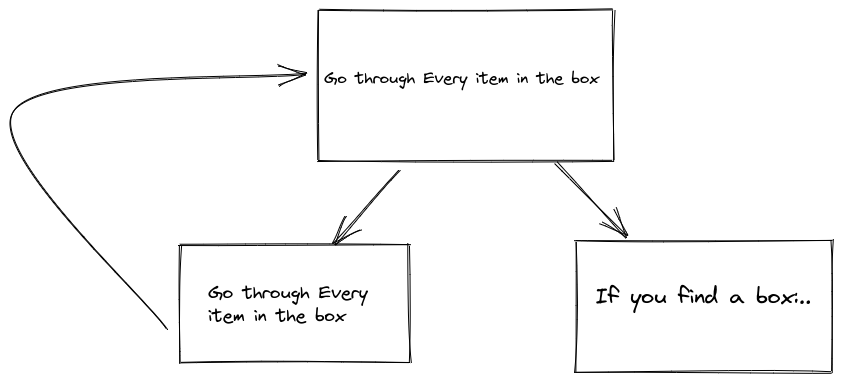 Go through Every item in the box
Go through Every
item in the box
If you find a box...